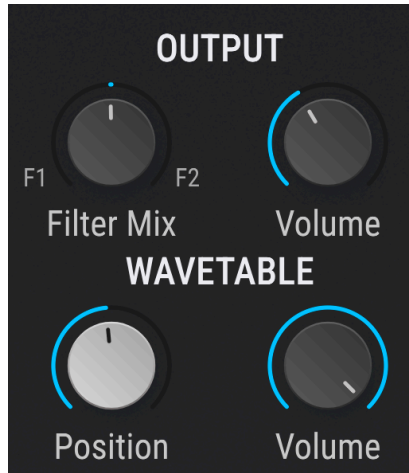 OUTPUT
F1 F2
Filter Mix Volume
WAVETABLE
Position Volume